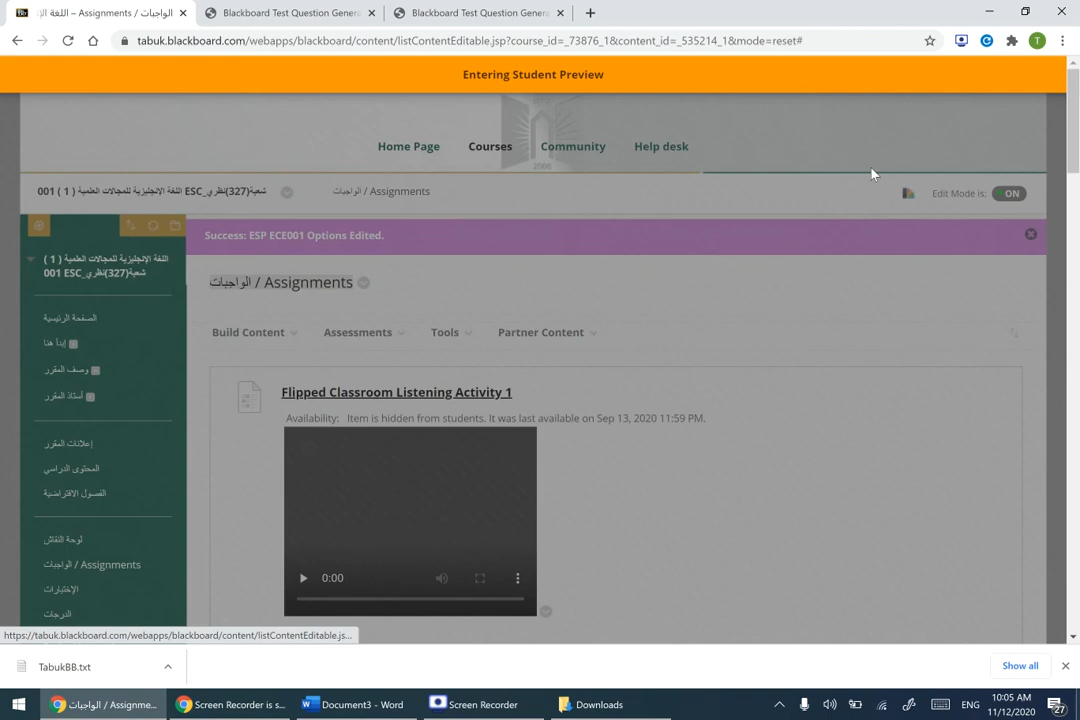 الواجبات / Assignments – اللغة الإ
Blackboard Test Question Genera
Blackboard Test Question Genera
tabuk.blackboard.com/webapps/blackboard/content/listContentEditable.jsp?course_id=_73876_1&content_id=_535214_1&mode=reset#
T
Entering Student Preview
2006
Home Page Courses Community Help desk
اللغة الإنجليزية للمجالات العلمية ( 1 ) 001 ESC_شعبة(327)نظري
الواجبات / Assignments
Edit Mode is: ON
Success: ESP ECE001 Options Edited.
اللغة الإنجليزية للمجالات العلمية ( 1 )
001 ESC_شعبة(327)نظري
الواجبات / Assignments
الصفحة الرئيسية
إبدأ هنا
وصف المقرر
أستاذ المقرر
Build Content Assessments Tools Partner Content
Flipped Classroom Listening Activity 1
Availability: Item is hidden from students. It was last available on Sep 13, 2020 11:59 PM.
إعلانات المقرر
المحتوى الدراسي
الفصول الافتراضية
لوحة النقاش
الواجبات / Assignments
الإختبارات
الدرجات
0:00
https://tabuk.blackboard.com/webapps/blackboard/content/listContentEditable.js...
TabukBB.txt
Show all
الواجبات / Assignme...
Screen Recorder is s...
Document3 - Word
Screen Recorder
Downloads
ENG
10:05 AM
11/12/2020
27